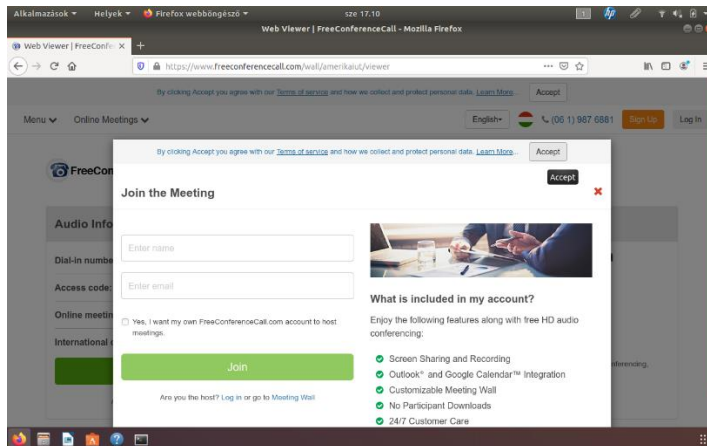 Alkalmazások Helyek Firefox webböngésző sze 17.10
Web Viewer | FreeConferenceCall - Mozilla Firefox
Web Viewer | FreeConfer
https://www.freeconferencecall.com/wall/amerikaiut/viewer
By clicking Accept you agree with our Terms of service and how we collect and protect personal data. Learn More... Accept
Menu Online Meetings English (06 1) 987 6881 Sign Up Log In
By clicking Accept you agree with our Terms of service and how we collect and protect personal data. Learn More... Accept
FreeCon
Accept
Join the Meeting
Audio Info
Enter name
Dial-in numbe
Enter email
Access code:
What is included in my account?
Online meetin
Yes, I want my own FreeConferenceCall.com account to host
meetings.
Enjoy the following features along with free HD audio
conferencing:
International
Join
Screen Sharing and Recording
Outlook® and Google Calendar™ Integration
Are you the host? Log in or go to Meeting Wall
Customizable Meeting Wall
No Participant Downloads
24/7 Customer Care